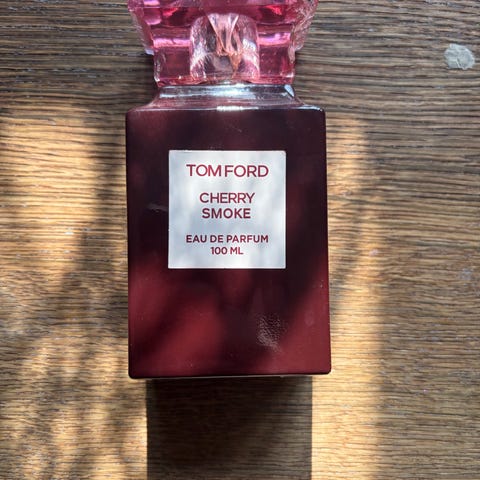 TOM FORD
CHERRY
SMOKE
EAU DE PARFUM
100 ML